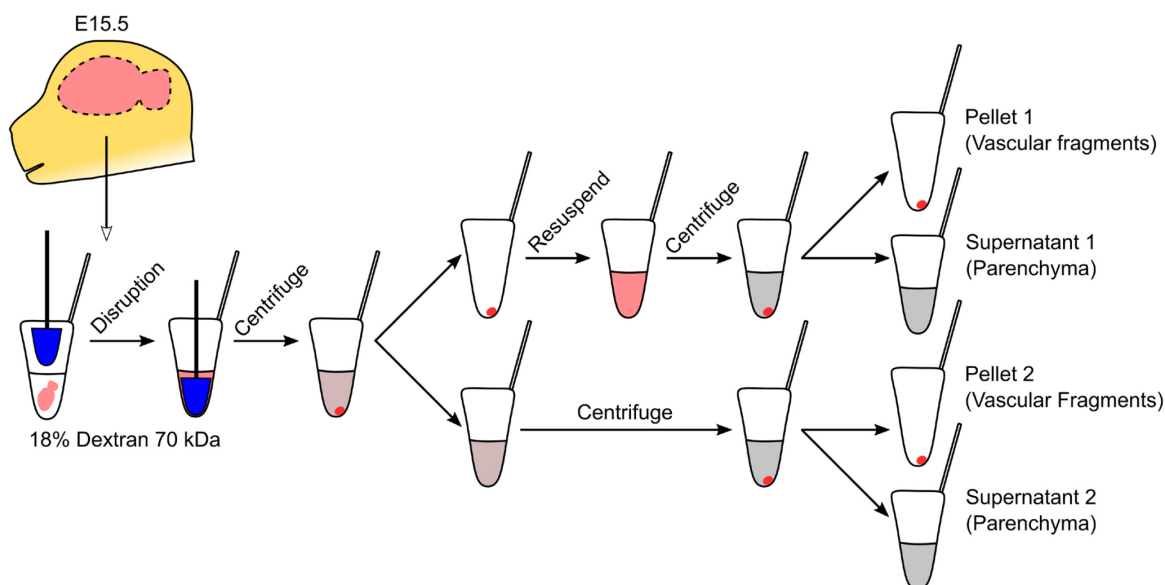 E15.5
Disruption
Centrifuge
18% Dextran 70 kDa
Resuspend
Centrifuge
Centrifuge
Pellet 1
(Vascular fragments)
Supernatant 1
(Parenchyma)
Pellet 2
(Vascular Fragments)
Supernatant 2
(Parenchyma)